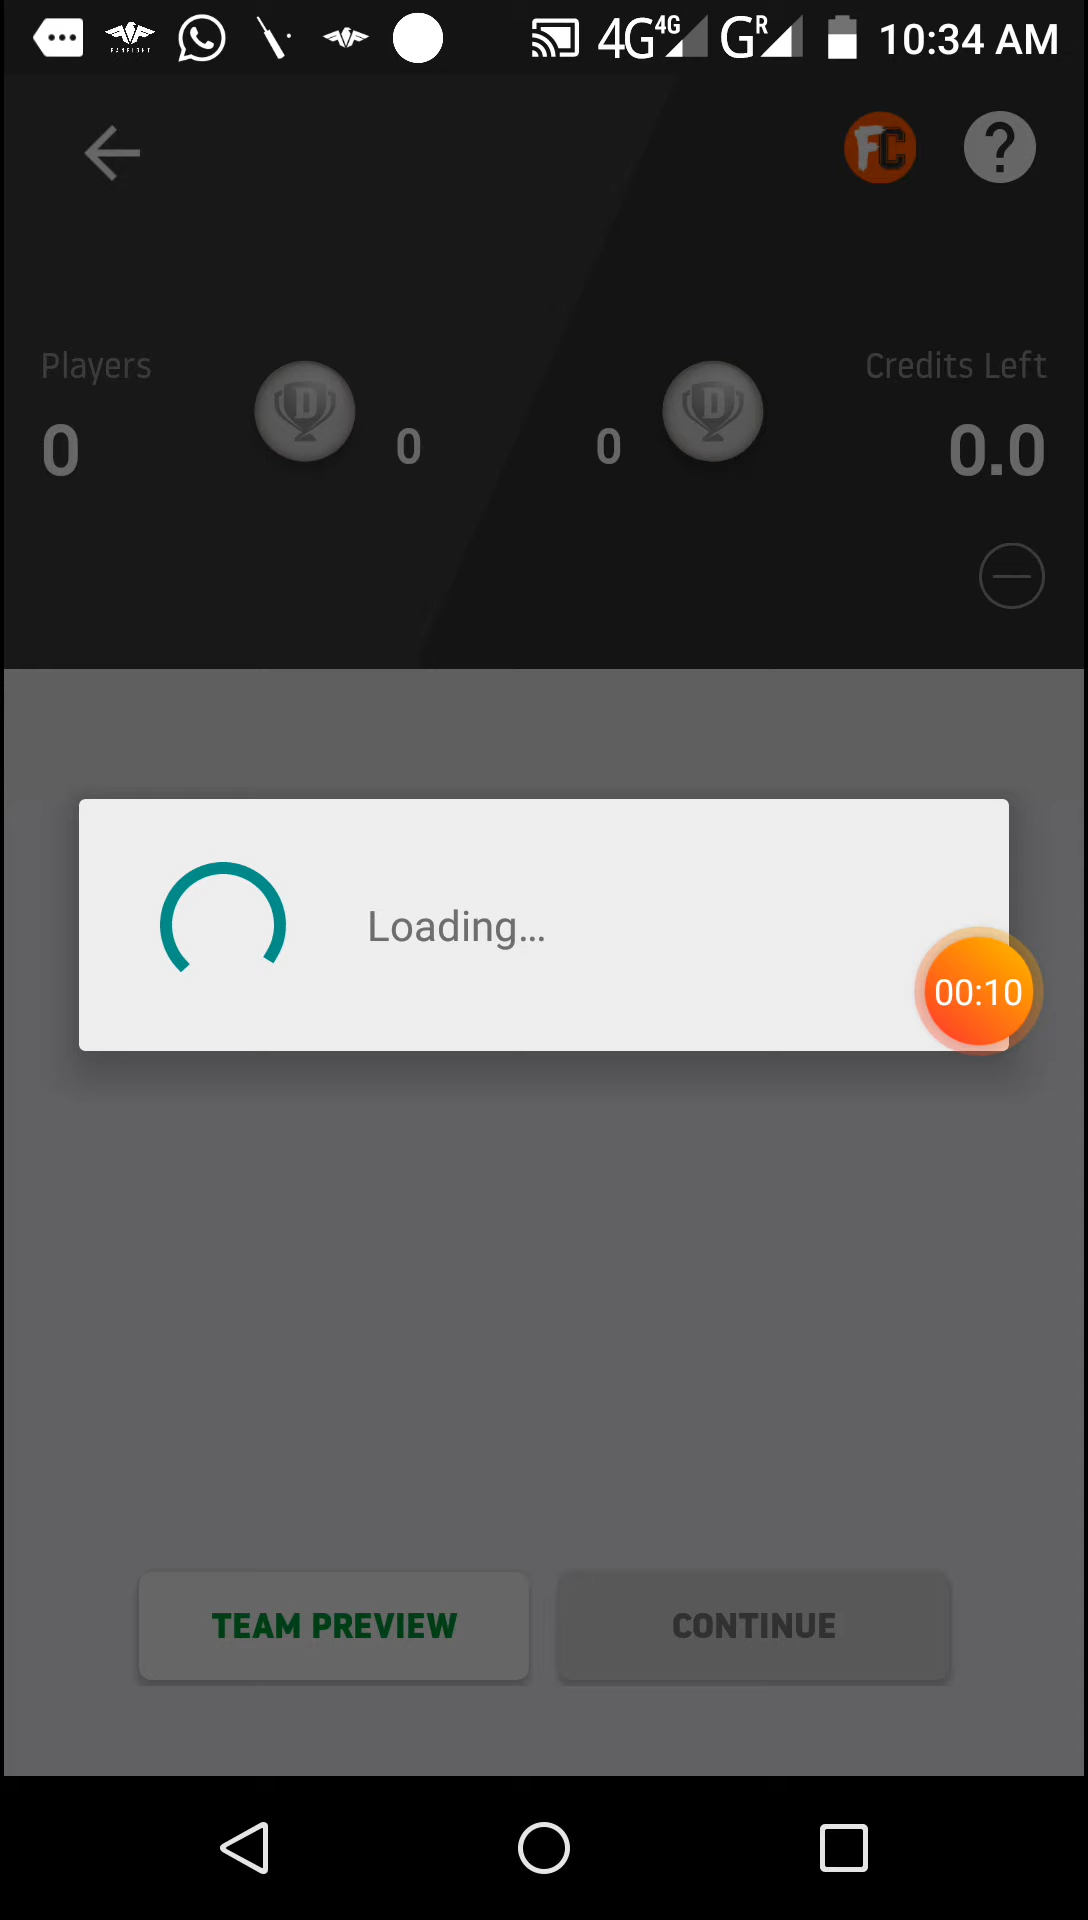 4G 4G G R 10:34 AM
FC ?
Players
Credits Left
D
D
0
0
0
0.0
Loading...
00:10
TEAM PREVIEW
CONTINUE